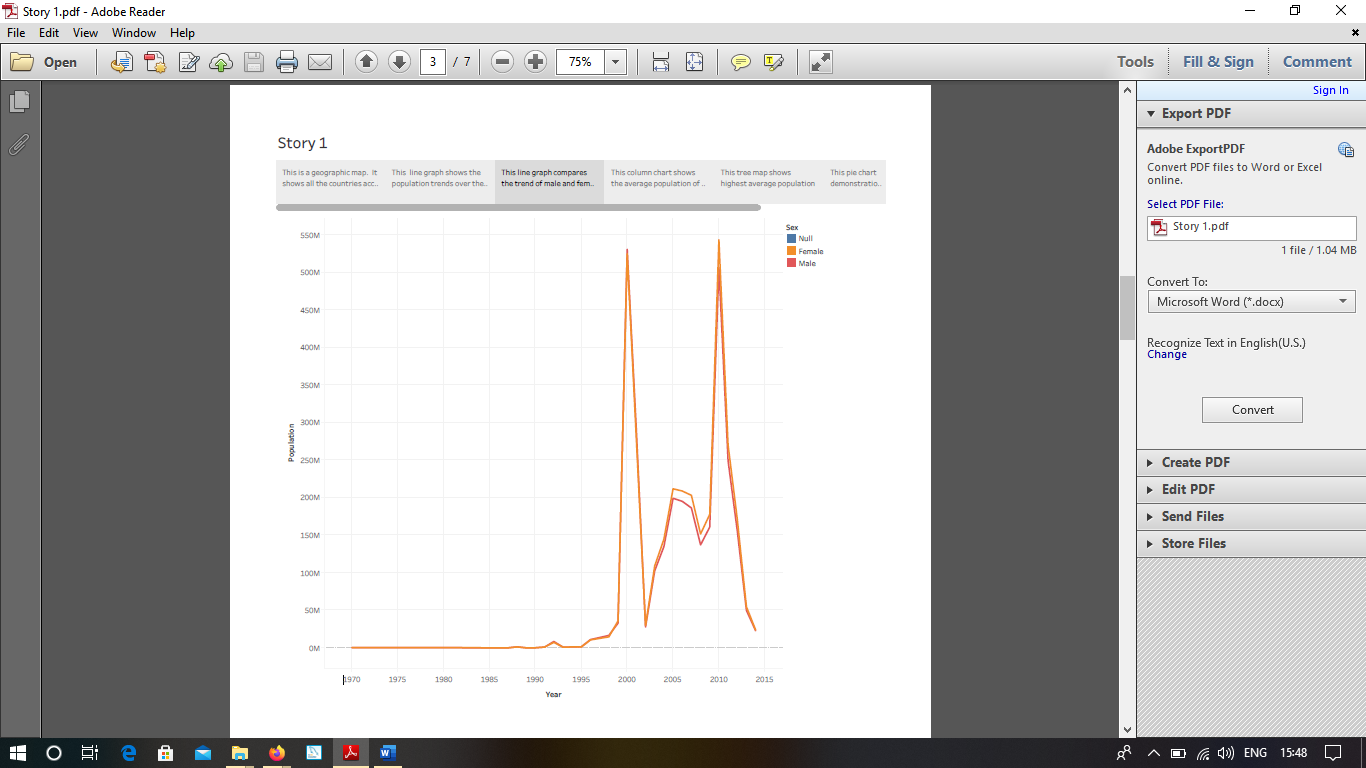 Story 1.pdf - Adobe Reader
File Edit View Window Help
Open 3 / 7 75% Tools Fill & Sign Comment
Sign In
Export PDF
Adobe ExportPDF
Convert PDF files to Word or Excel
online.
Select PDF File:
Story 1.pdf
1 file / 1.04 MB
Convert To:
Microsoft Word (*.docx)
Recognize Text in English(U.S.)
Change
Convert
Create PDF
Edit PDF
Send Files
Store Files
Story 1
This is a geographic map. It
shows all the countries acc..
This line graph shows the
population trends over the..
This line graph compares
the trend of male and fem..
This column chart shows
the average population of ..
This tree map shows
highest average population
This pie chart
demonstratio..
Sex
Null
Female
Male
550M
500M
450M
400M
350M
300M
250M
200M
150M
100M
50M
0M
Population
1970 1975 1980 1985 1990 1995 2000 2005 2010 2015
Year
ENG 15:48